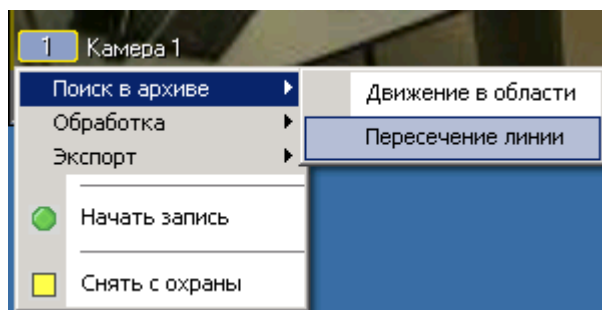 1 Камера 1
Поиск в архиве
Движение в области
Обработка
Пересечение линии
Экспорт
Начать запись
Снять с охраны